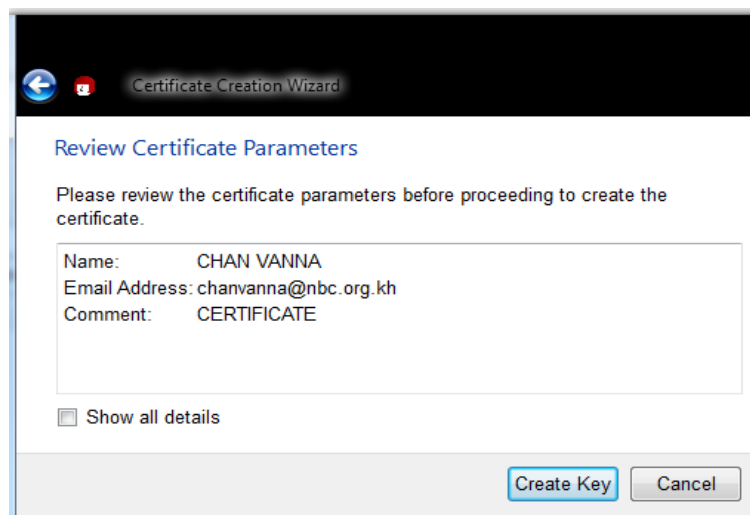 Certificate Creation Wizard
Review Certificate Parameters
Please review the certificate parameters before proceeding to create the
certificate.
Name: CHAN VANNA
Email Address: chanvanna@nbc.org.kh
Comment: CERTIFICATE
Show all details
Create Key Cancel